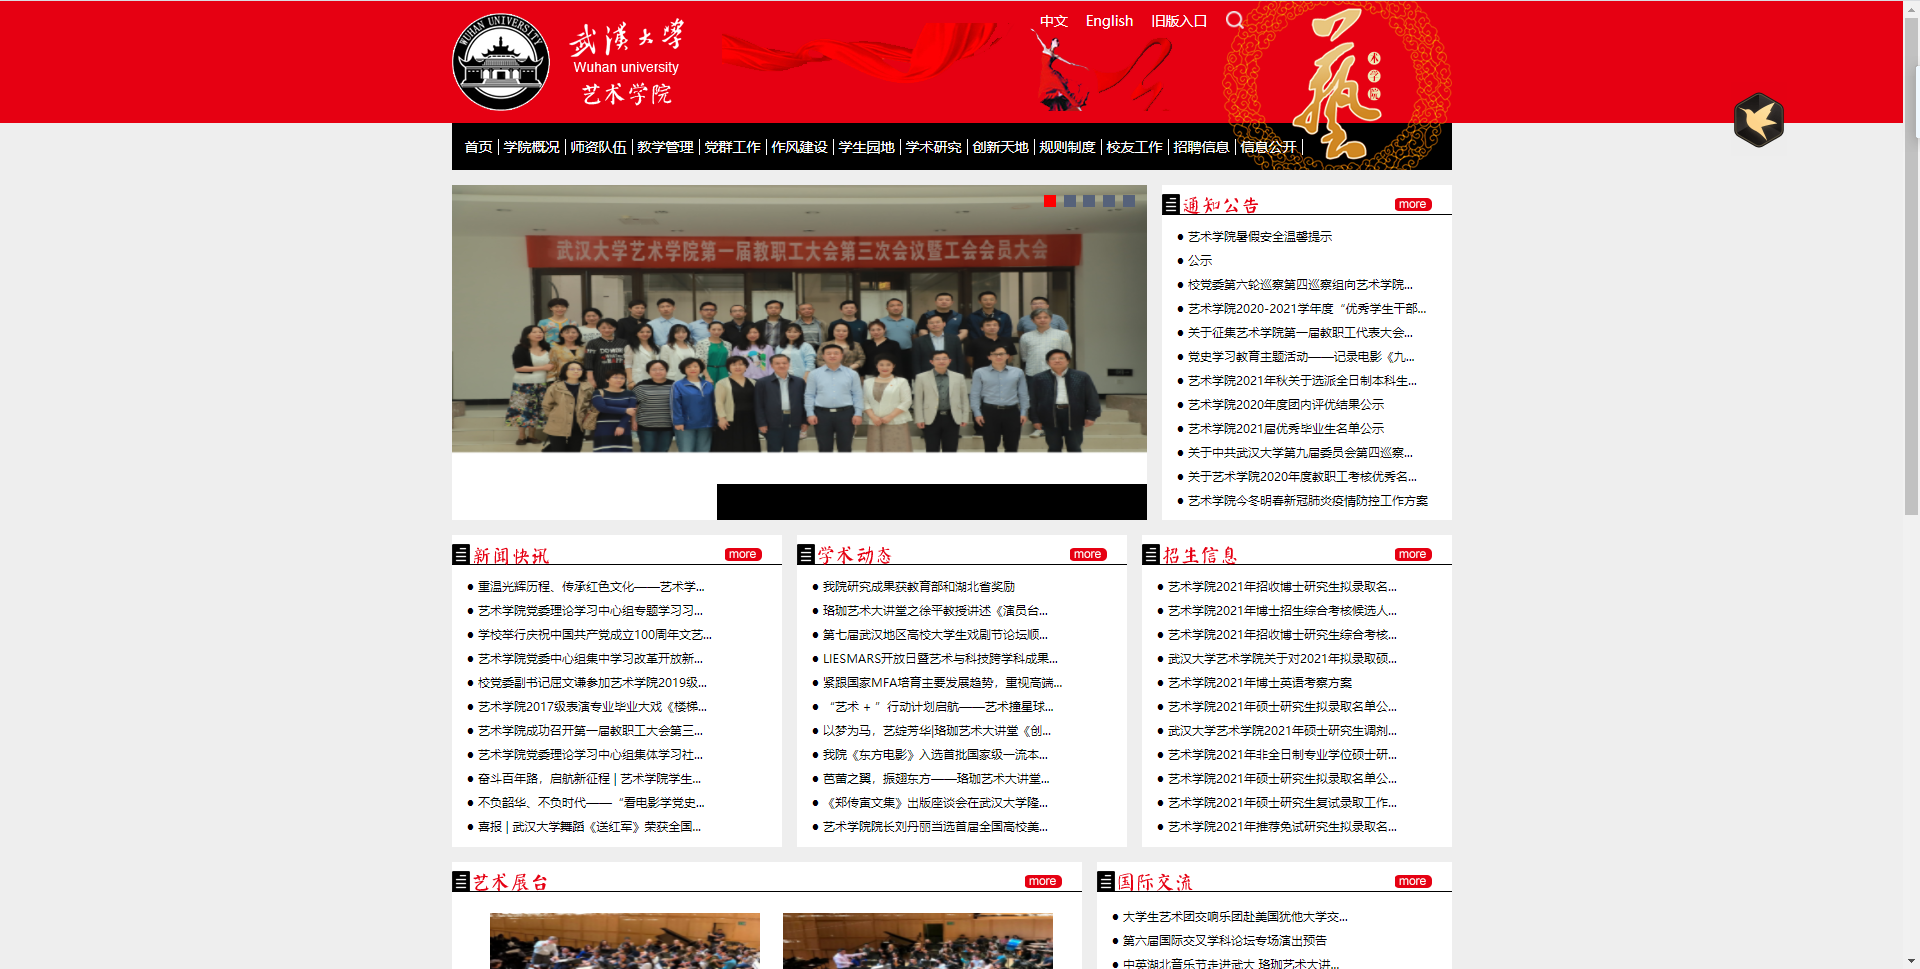 中文 English 旧版入口
WUHAN UNIVERSITY
武漢大學
Wuhan university
艺术学院
藝
术学院
首页 | 学院概况 | 师资队伍 | 教学管理 | 党群工作 | 作风建设 | 学生园地 | 学术研究 | 创新天地 | 规则制度 | 校友工作 | 招聘信息 | 信息公开 |
武汉大学艺术学院第一届教职工大会第三次会议暨工会会员大会
通知公告 more
● 艺术学院暑假安全温馨提示
● 公示
● 校党委第六轮巡察第四巡察组向艺术学院...
● 艺术学院2020-2021学年度“优秀学生干部...
● 关于征集艺术学院第一届教职工代表大会...
● 党史学习教育主题活动——记录电影《九...
● 艺术学院2021年秋关于选派全日制本科生...
● 艺术学院2020年度团内评优结果公示
● 艺术学院2021届优秀毕业生名单公示
● 关于中共武汉大学第九届委员会第四巡察...
● 关于艺术学院2020年度教职工考核优秀名...
● 艺术学院今冬明春新冠肺炎疫情防控工作方案
新闻快讯 more
● 重温光辉历程、传承红色文化——艺术学...
● 艺术学院党委理论学习中心组专题学习习...
● 学校举行庆祝中国共产党成立100周年文艺...
● 艺术学院党委中心组集中学习改革开放新...
● 校党委副书记屈文谦参加艺术学院2019级...
● 艺术学院2017级表演专业毕业大戏《楼梯...
● 艺术学院成功召开第一届教职工大会第三...
● 艺术学院党委理论学习中心组集体学习社...
● 奋斗百年路，启航新征程 | 艺术学院学生...
● 不负韶华、不负时代——“看电影学党史...
● 喜报 | 武汉大学舞蹈《送红军》荣获全国...
学术动态 more
● 我院研究成果获教育部和湖北省奖励
● 珞珈艺术大讲堂之徐平教授讲述《演员台...
● 第七届武汉地区高校大学生戏剧节论坛顺...
● LIESMARS开放日暨艺术与科技跨学科成果...
● 紧跟国家MFA培育主要发展趋势，重视高端...
● “艺术 + ”行动计划启航——艺术撞星球...
● 以梦为马，艺绽芳华|珞珈艺术大讲堂《创...
● 我院《东方电影》入选首批国家级一流本...
● 芭蕾之翼，振翅东方——珞珈艺术大讲堂...
● 《郑传寅文集》出版座谈会在武汉大学隆...
● 艺术学院院长刘丹丽当选首届全国高校美...
招生信息 more
● 艺术学院2021年招收博士研究生拟录取名...
● 艺术学院2021年博士招生综合考核候选人...
● 艺术学院2021年招收博士研究生综合考核...
● 武汉大学艺术学院关于对2021年拟录取硕...
● 艺术学院2021年博士英语考察方案
● 艺术学院2021年硕士研究生拟录取名单公...
● 武汉大学艺术学院2021年硕士研究生调剂...
● 艺术学院2021年非全日制专业学位硕士研...
● 艺术学院2021年硕士研究生拟录取名单公...
● 艺术学院2021年硕士研究生复试录取工作...
● 艺术学院2021年推荐免试研究生拟录取名...
艺术展台 more
国际交流 more
● 大学生艺术团交响乐团赴美国犹他大学交...
● 第六届国际交叉学科论坛专场演出预告
● 中英湖北音乐节走进武大 珞珈艺术大讲...